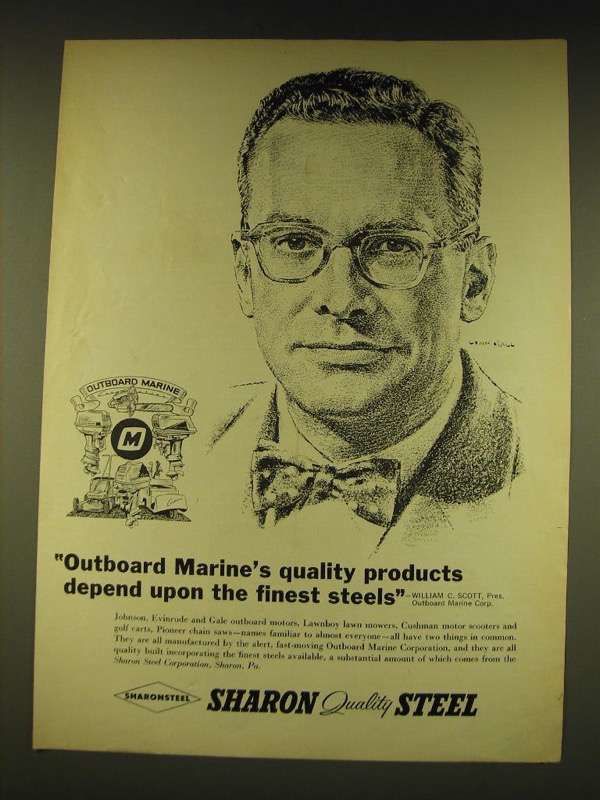 LYNN HALL
OUTBOARD MARINE
M
"Outboard Marine's quality products
depend upon the finest steels"—WILLIAM C. SCOTT, Pres.
Outboard Marine Corp.
Johnson, Evinrude and Gale outboard motors, Lawnboy lawn mowers, Cushman motor scooters and
golf carts, Pioneer chain saws—names familiar to almost everyone—all have two things in common.
They are all manufactured by the alert, fast-moving Outboard Marine Corporation, and they are all
quality built incorporating the finest steels available, a substantial amount of which comes from the
Sharon Steel Corporation, Sharon, Pa.
SHARONSTEEL
SHARON Quality STEEL